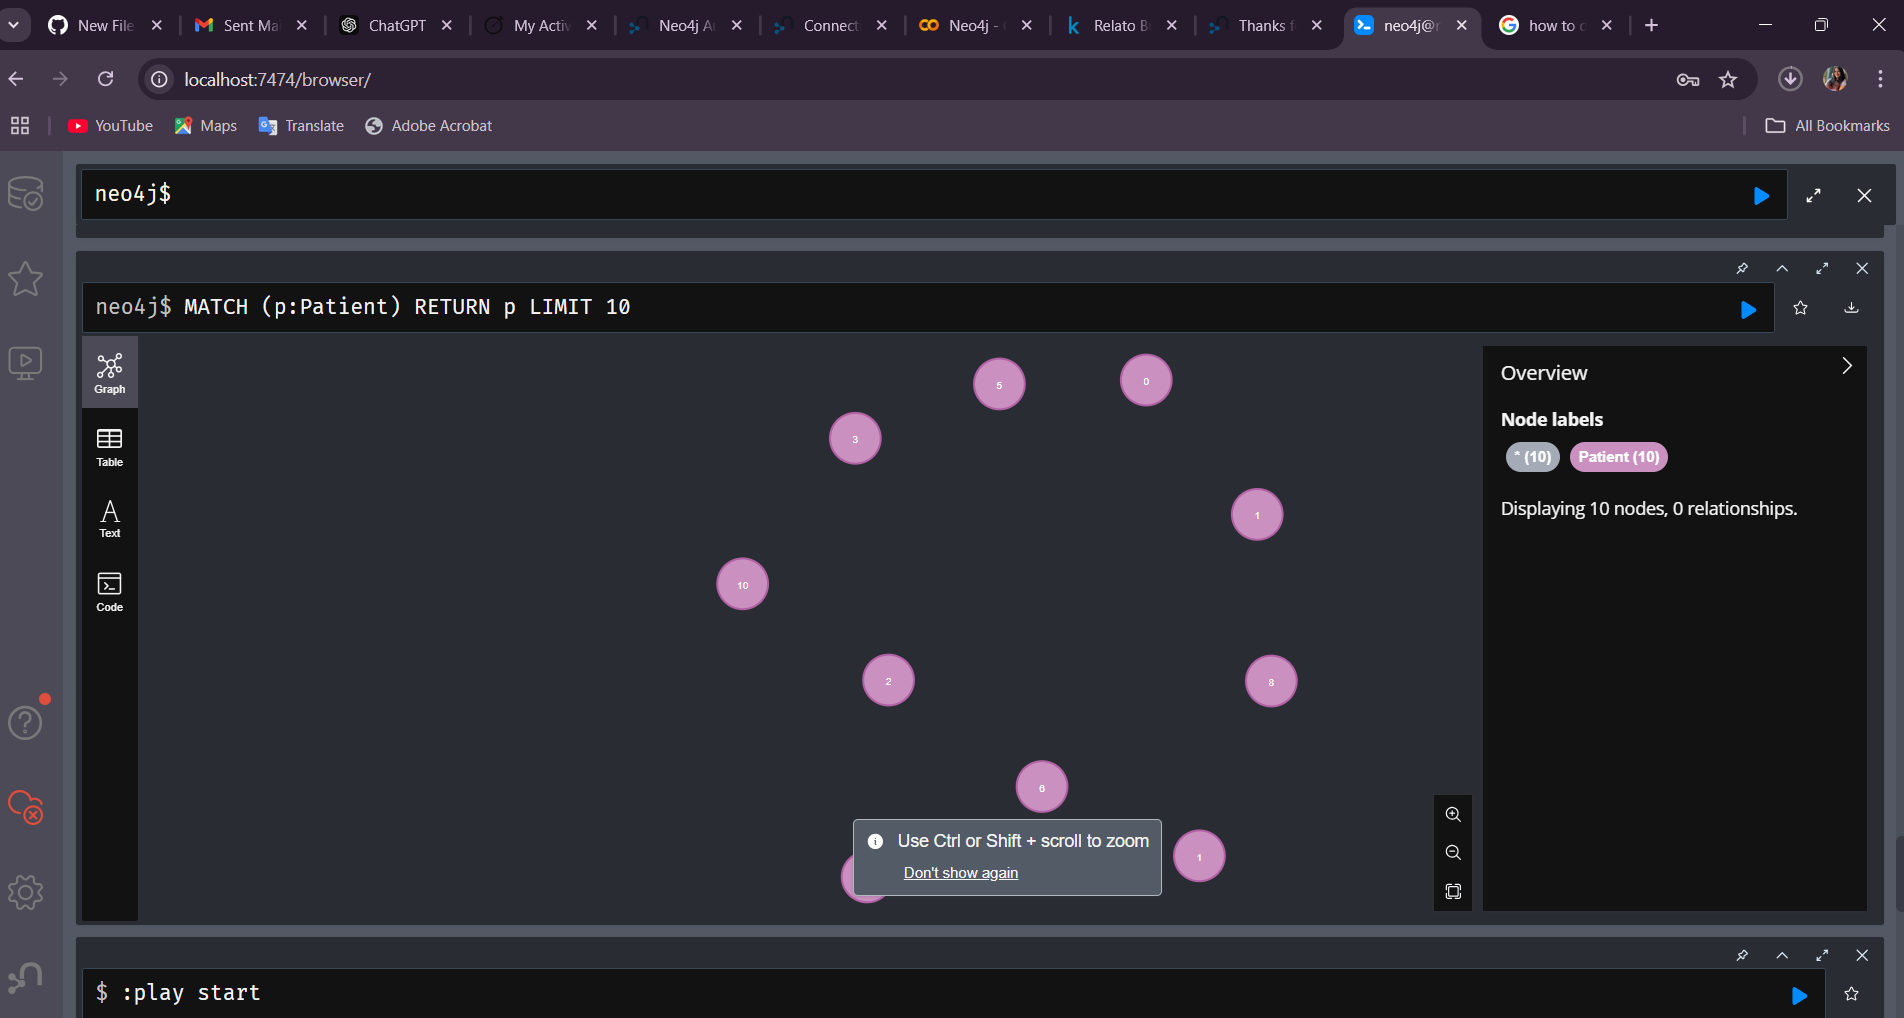 New File
Sent Ma
ChatGPT
My Activ
Neo4j A
Connect
Neo4j -
Relato B
Thanks f
neo4j@
how to
localhost:7474/browser/
YouTube
Maps
Translate
Adobe Acrobat
All Bookmarks
neo4j$
neo4j$ MATCH (p:Patient) RETURN p LIMIT 10
Graph
Table
Text
Code
5
0
3
1
10
2
8
6
1
Use Ctrl or Shift + scroll to zoom
Don't show again
Overview
Node labels
* (10) Patient (10)
Displaying 10 nodes, 0 relationships.
$ :play start